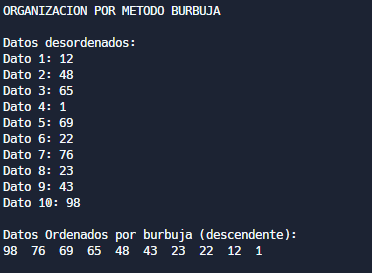 ORGANIZACION POR METODO BURBUJA
Datos desordenados:
Dato 1: 12
Dato 2: 48
Dato 3: 65
Dato 4: 1
Dato 5: 69
Dato 6: 22
Dato 7: 76
Dato 8: 23
Dato 9: 43
Dato 10: 98
Datos Ordenados por burbuja (descendente):
98 76 69 65 48 43 23 22 12 1